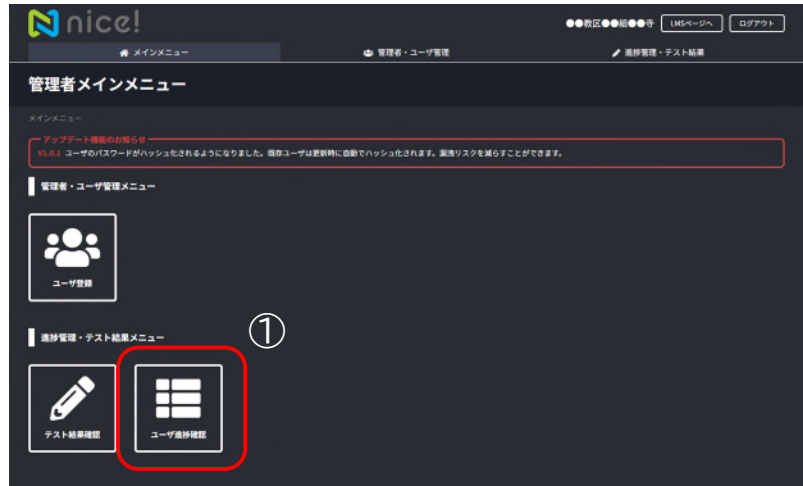 nice!
●●教区●●組●●寺 LMSページへ ログアウト
メインメニュー 管理者・ユーザ管理 進捗管理・テスト結果
管理者メインメニュー
メインメニュー
アップデート機能のお知らせ
V1.0.1 ユーザのパスワードがハッシュ化されるようになりました。既存ユーザは更新時に自動でハッシュ化されます。漏洩リスクを減らすことができます。
管理者・ユーザ管理メニュー
ユーザ登録
進捗管理・テスト結果メニュー
①
テスト結果確認 ユーザ進捗確認